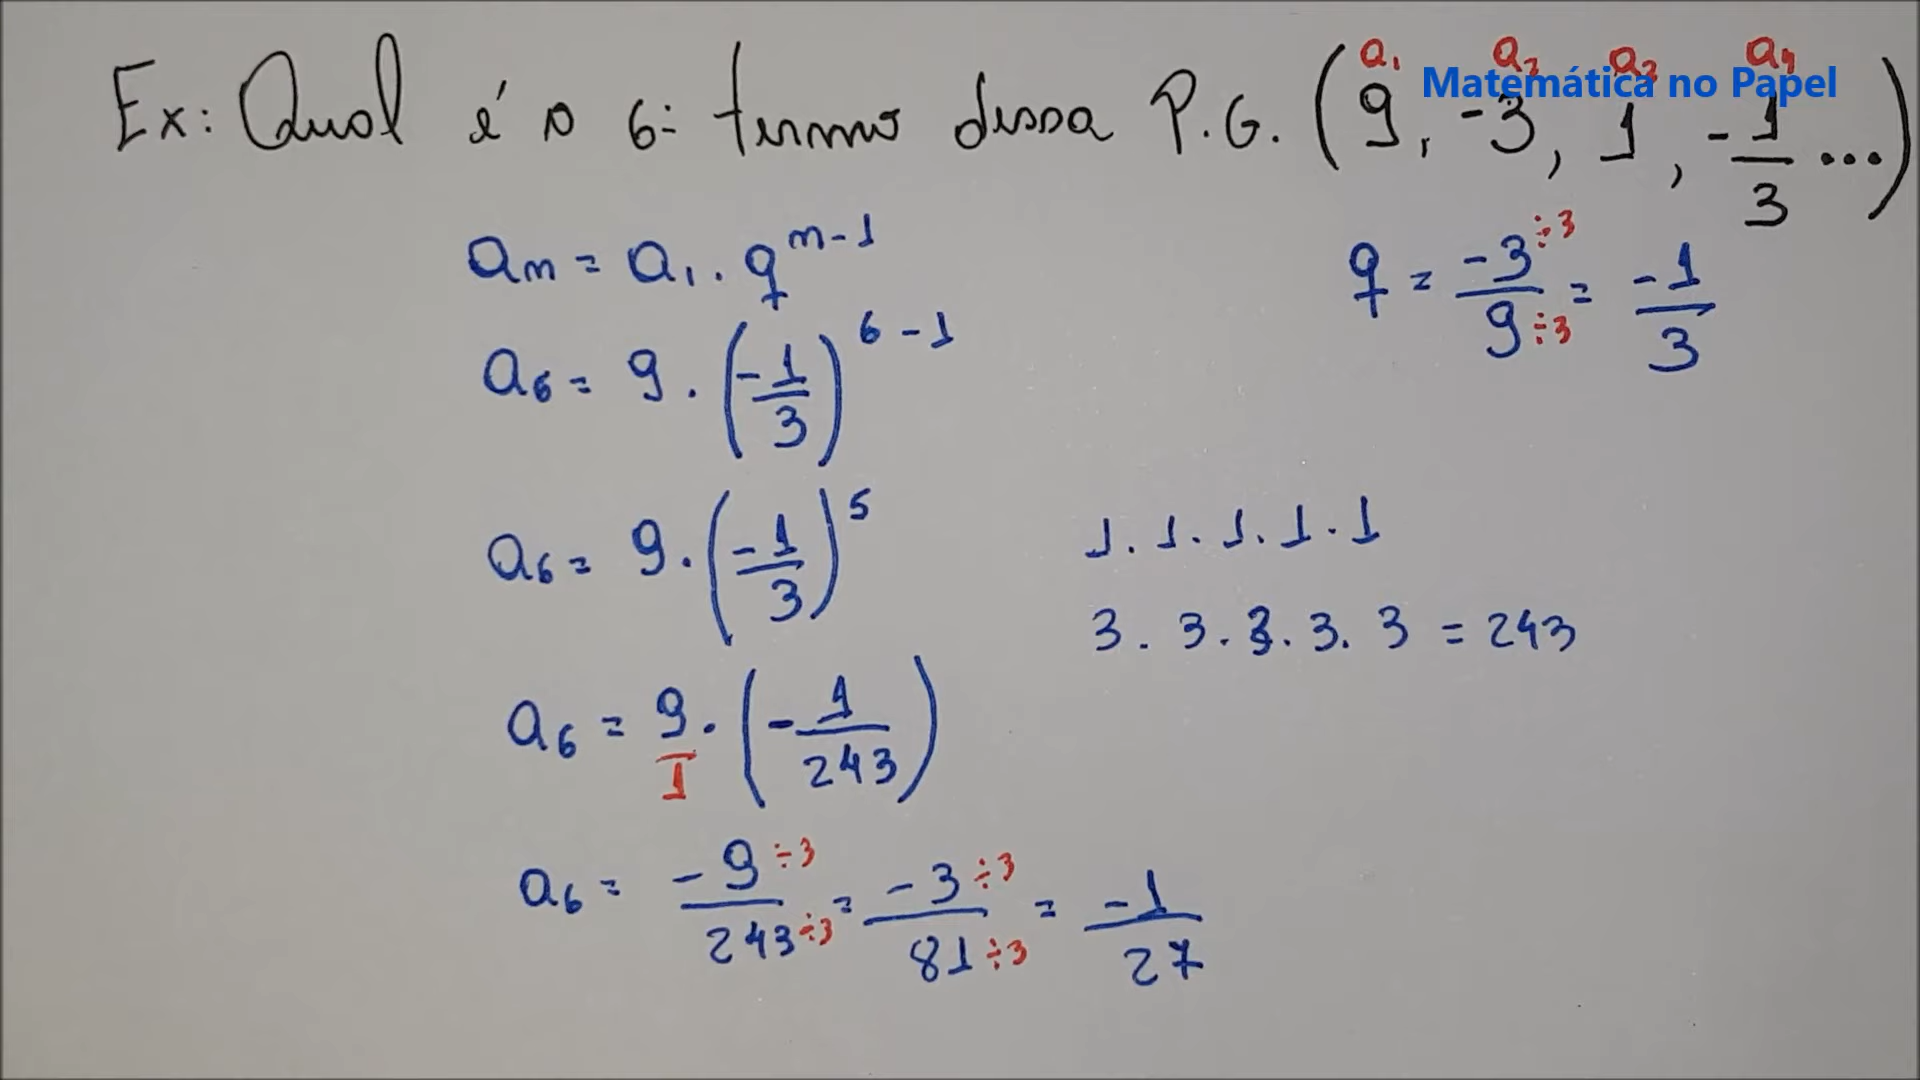 a₁ a₂ a₃ a₄
Matemática no Papel
Ex: Qual é o 6º termo dessa P.G. (9, -3, 1, -1/3 ...)
aₙ = a₁ . q^(n-1)
q = -3/9 ÷3 ÷3 = -1/3
a₆ = 9 . (-1/3)^(6-1)
a₆ = 9 . (-1/3)^5
1 . 1 . 1 . 1 . 1
3 . 3 . 3 . 3 . 3 = 243
a₆ = 9/1 . (-1/243)
a₆ = -9/243 ÷3 ÷3 = -3/81 ÷3 ÷3 = -1/27